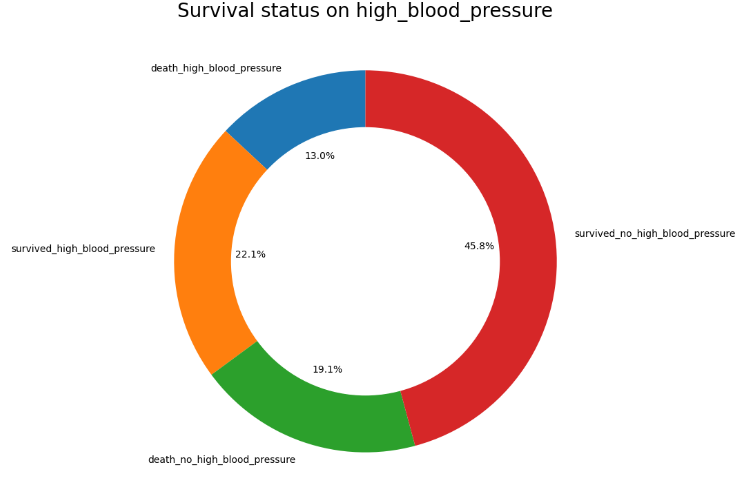 Survival status on high_blood_pressure
death_high_blood_pressure
13.0%
survived_no_high_blood_pressure
45.8%
survived_high_blood_pressure
22.1%
19.1%
death_no_high_blood_pressure